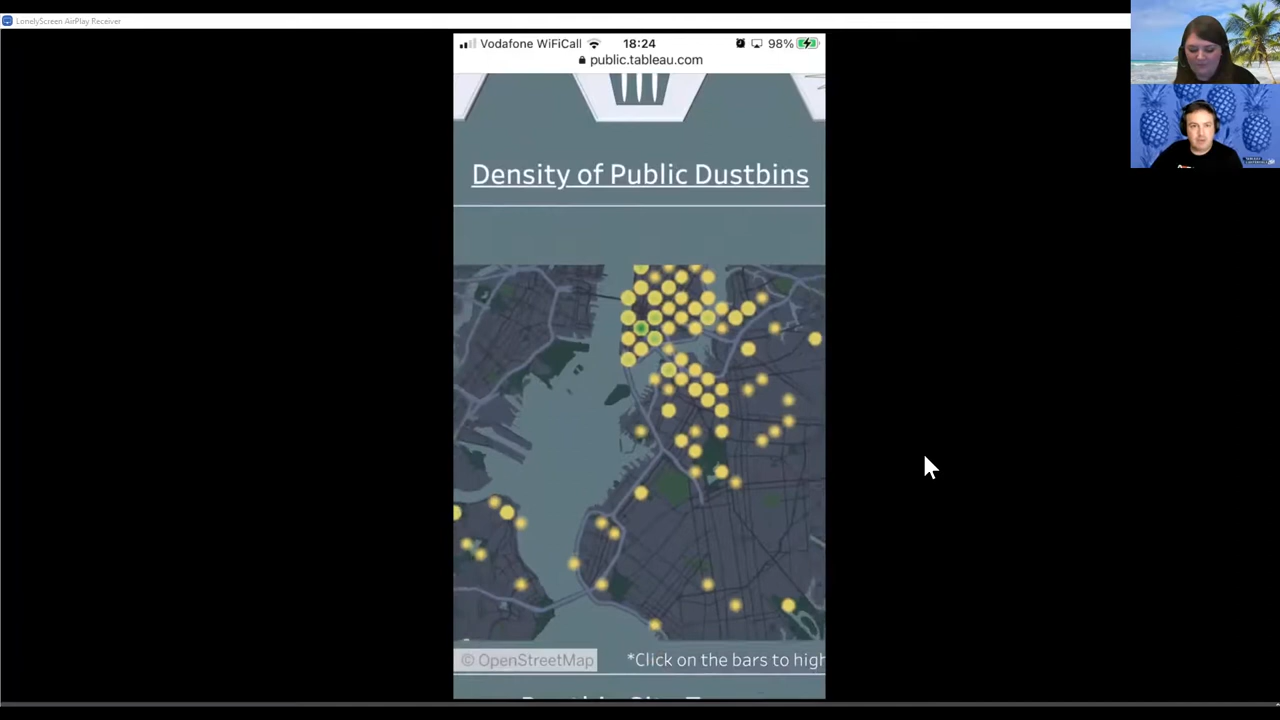 LonelyScreen AirPlay Receiver
Vodafone WiFiCall 18:24 98%
public.tableau.com
Density of Public Dustbins
© OpenStreetMap
*Click on the bars to high